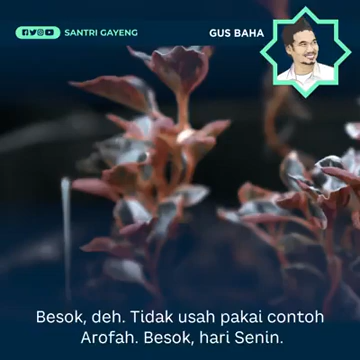 SANTRI GAYENG
GUS BAHA
Besok, deh. Tidak usah pakai contoh
Arofah. Besok, hari Senin.